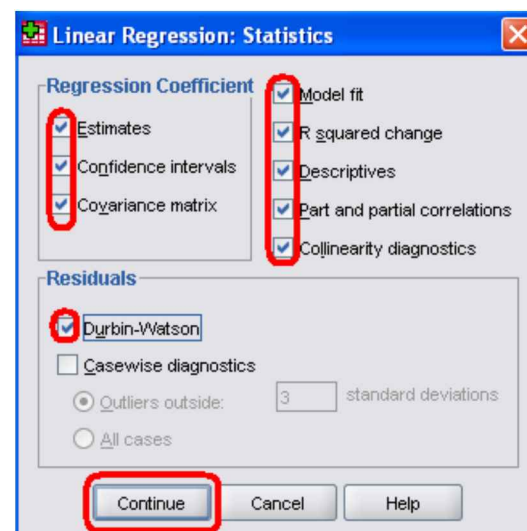 Linear Regression: Statistics
Regression Coefficient
Estimates
Confidence intervals
Covariance matrix
Model fit
R squared change
Descriptives
Part and partial correlations
Collinearity diagnostics
Residuals
Durbin-Watson
Casewise diagnostics
Outliers outside: 3 standard deviations
All cases
Continue Cancel Help